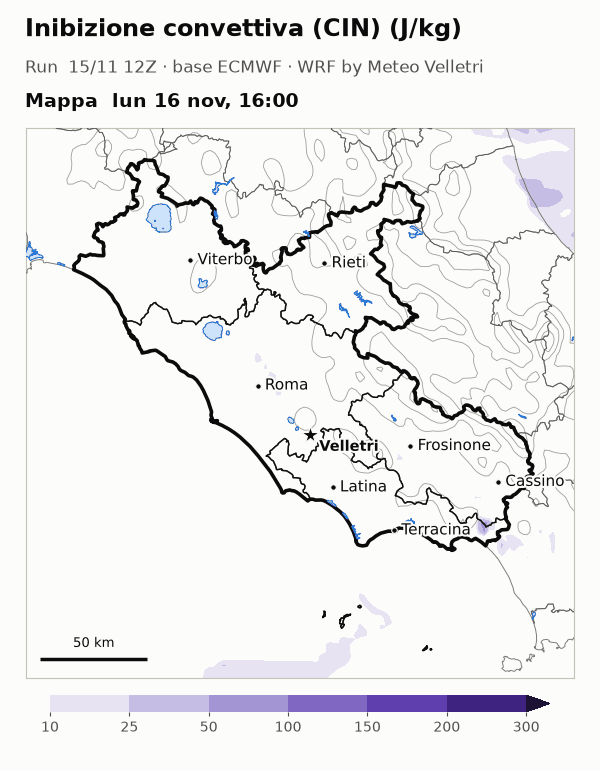 Inibizione convettiva (CIN) (J/kg)
Run  15/11 12Z · base ECMWF · WRF by Meteo Velletri
Mappa  lun 16 nov, 16:00
Viterbo
Rieti
Roma
Velletri
Frosinone
Cassino
Latina
Terracina
50 km
10 25 50 100 150 200 300